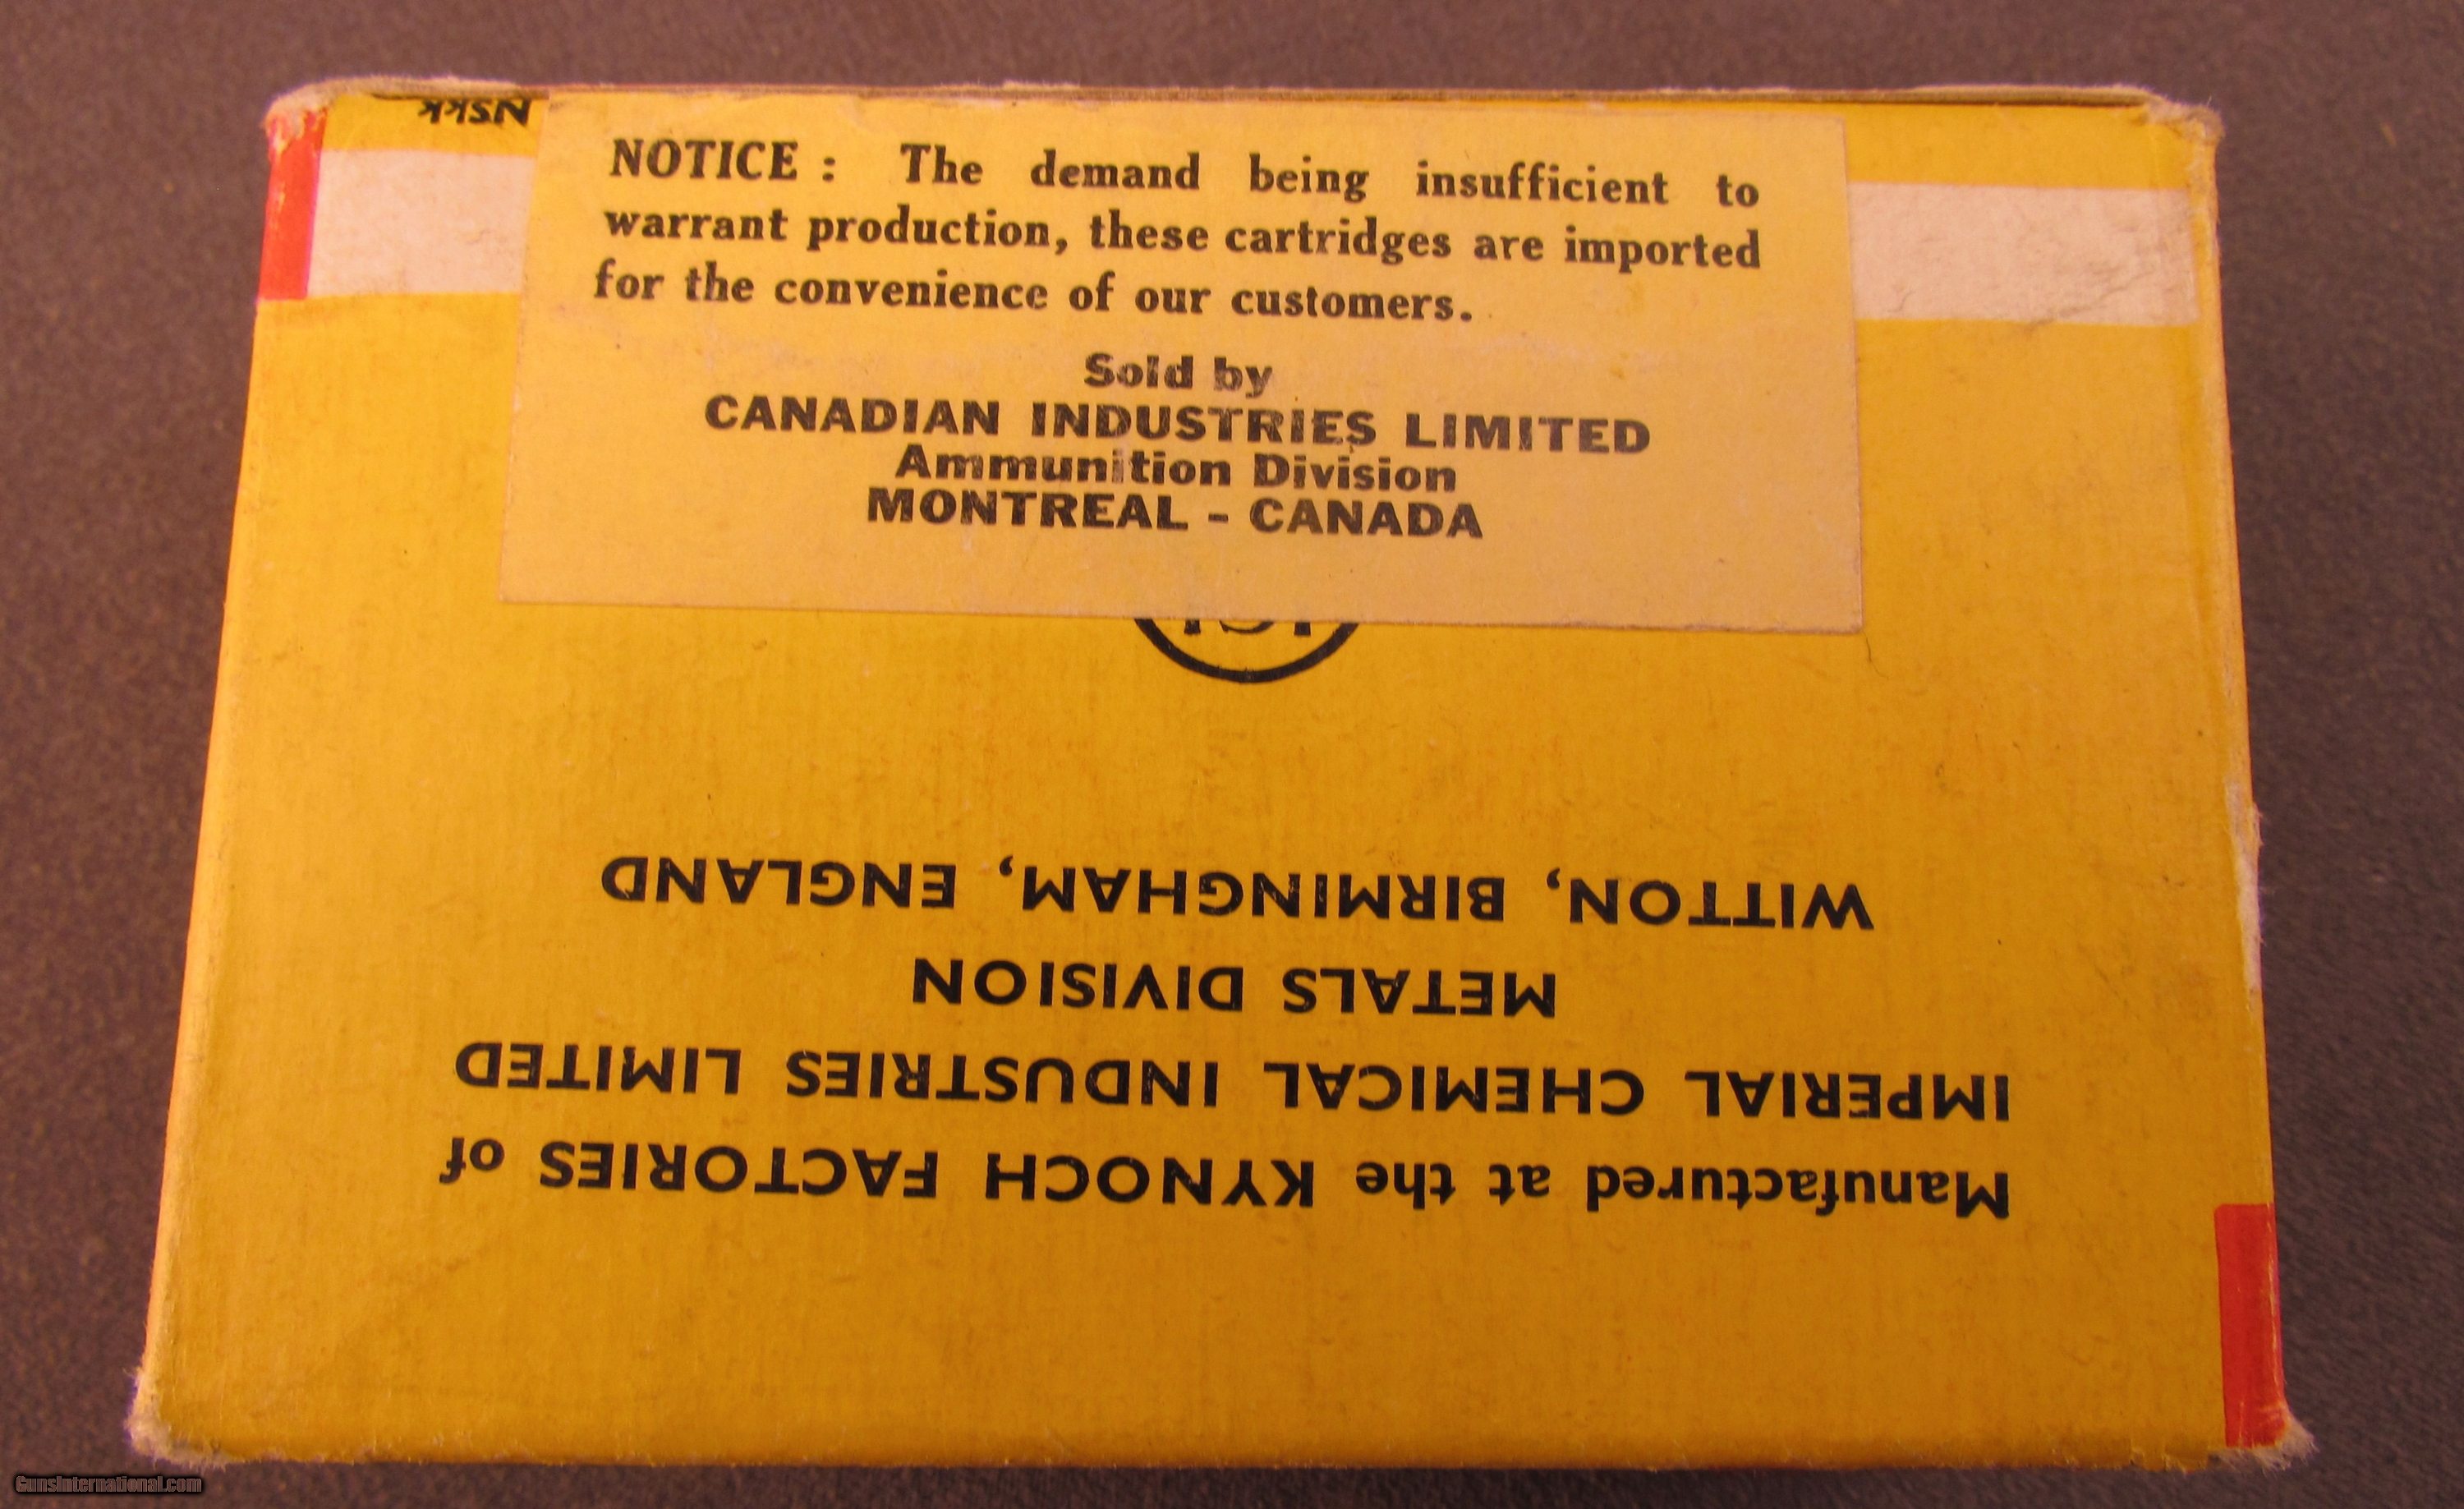 NSKK
NOTICE : The demand being insufficient to
warrant production, these cartridges are imported
for the convenience of our customers.
Sold by
CANADIAN INDUSTRIES LIMITED
Ammunition Division
MONTREAL - CANADA
ICI
Manufactured at the KYNOCH FACTORIES of
IMPERIAL CHEMICAL INDUSTRIES LIMITED
METALS DIVISION
WITTON, BIRMINGHAM, ENGLAND
GunsInternational.com